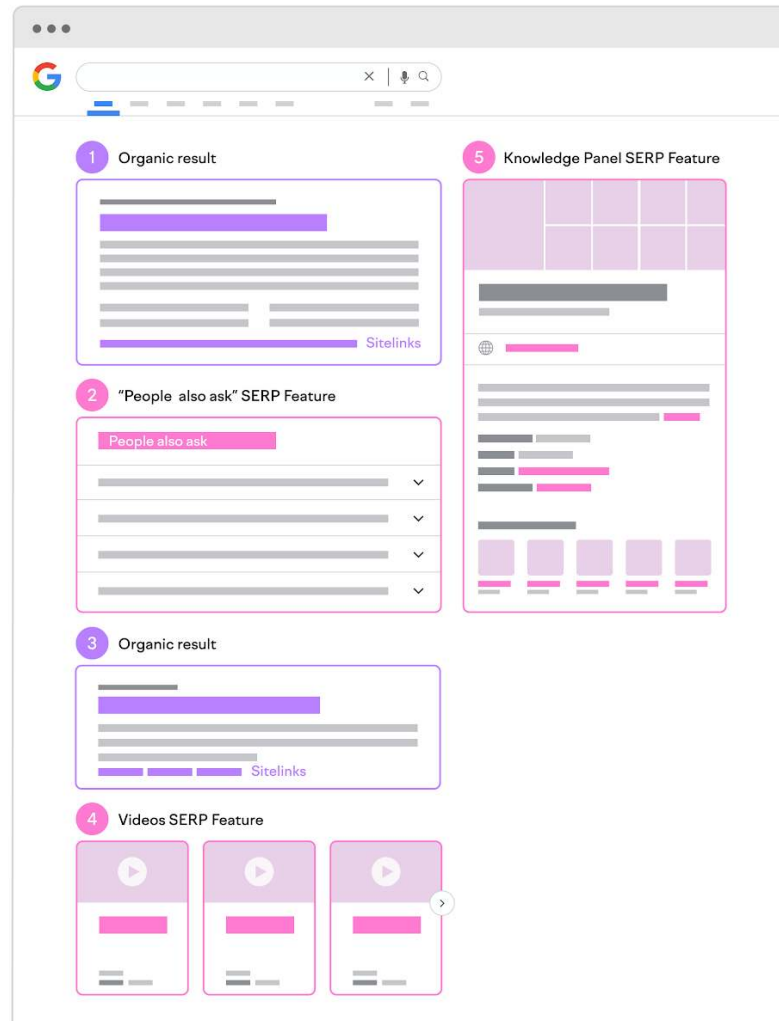 1 Organic result
Sitelinks
2 “People also ask” SERP Feature
People also ask
3 Organic result
Sitelinks
4 Videos SERP Feature
5 Knowledge Panel SERP Feature